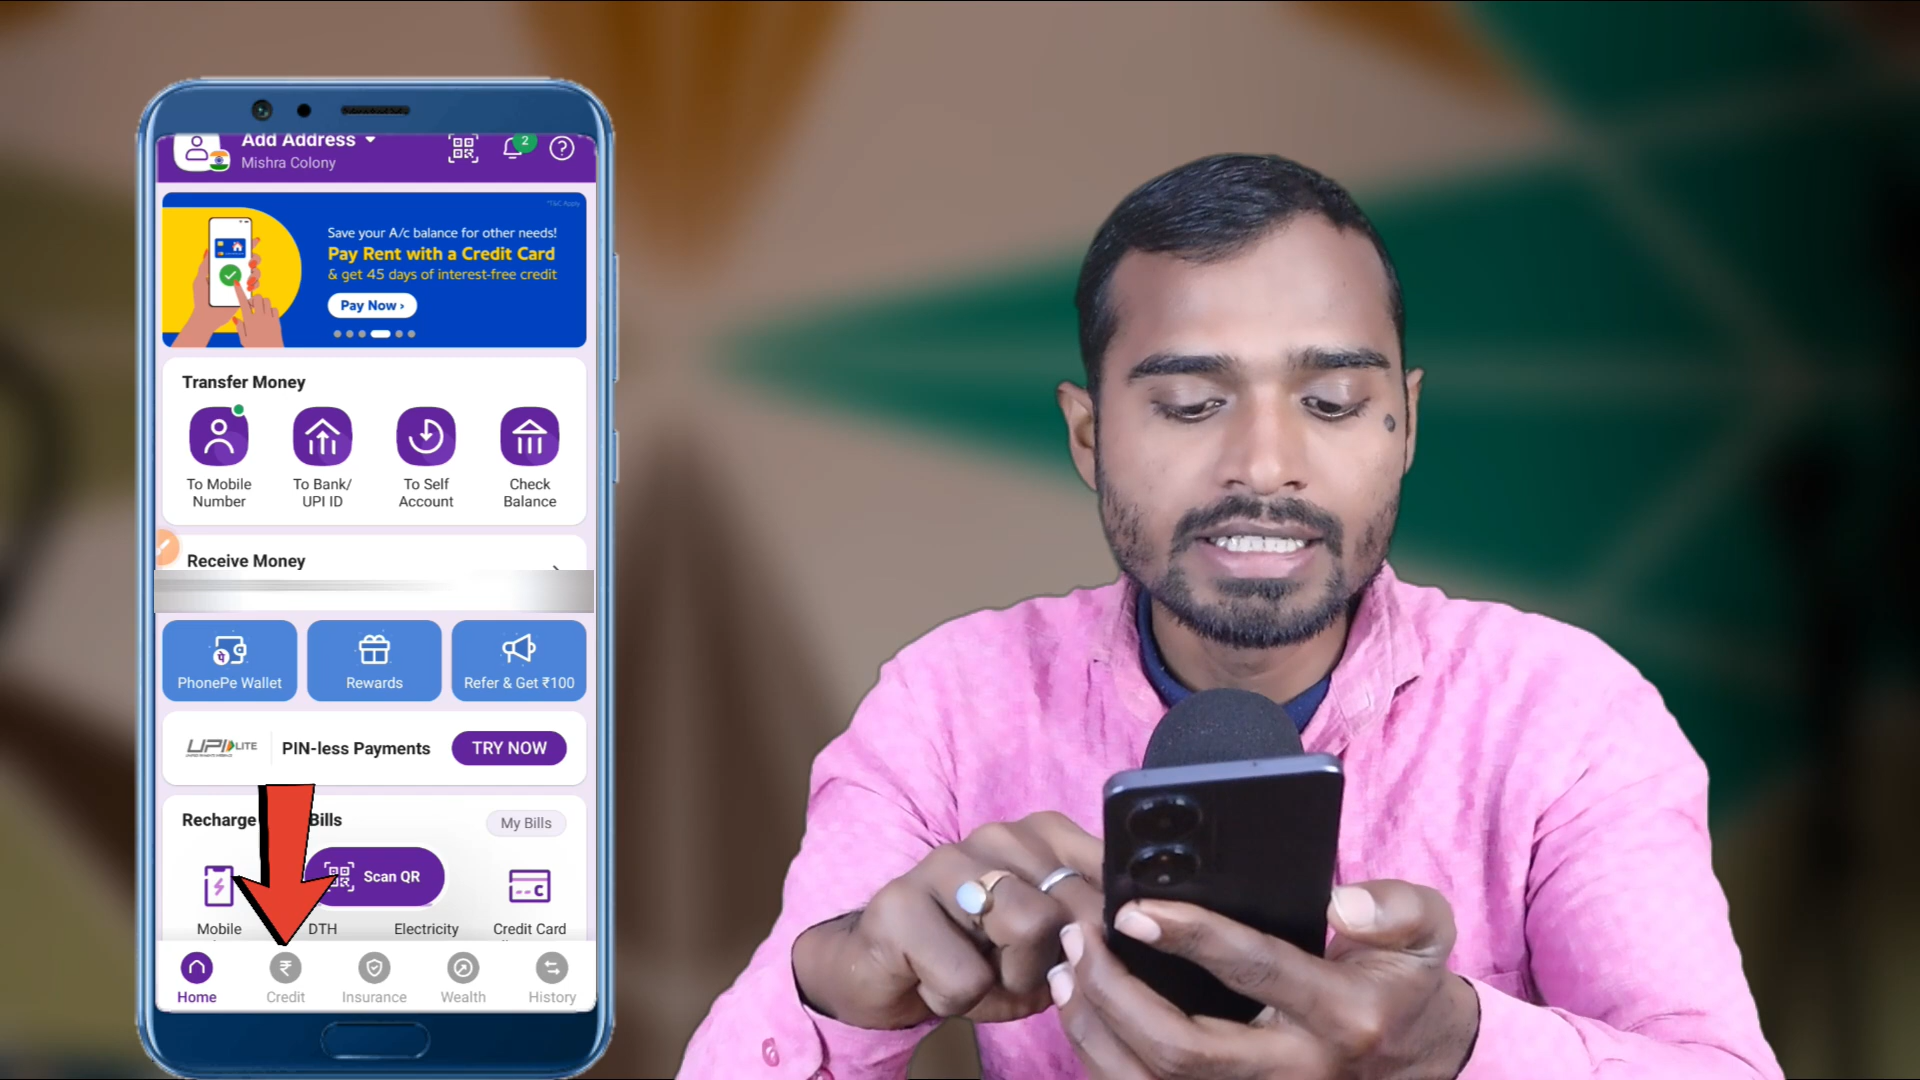 Add Address
Mishra Colony
2
*T&C Apply
Save your A/c balance for other needs!
Pay Rent with a Credit Card
& get 45 days of interest-free credit
Pay Now ›
Transfer Money
To Mobile Number
To Bank/ UPI ID
To Self Account
Check Balance
Receive Money
PhonePe Wallet
Rewards
Refer & Get ₹100
UPI LITE
PIN-less Payments
TRY NOW
Recharge
Bills
My Bills
Scan QR
Mobile
DTH
Electricity
Credit Card
Home
Credit
Insurance
Wealth
History